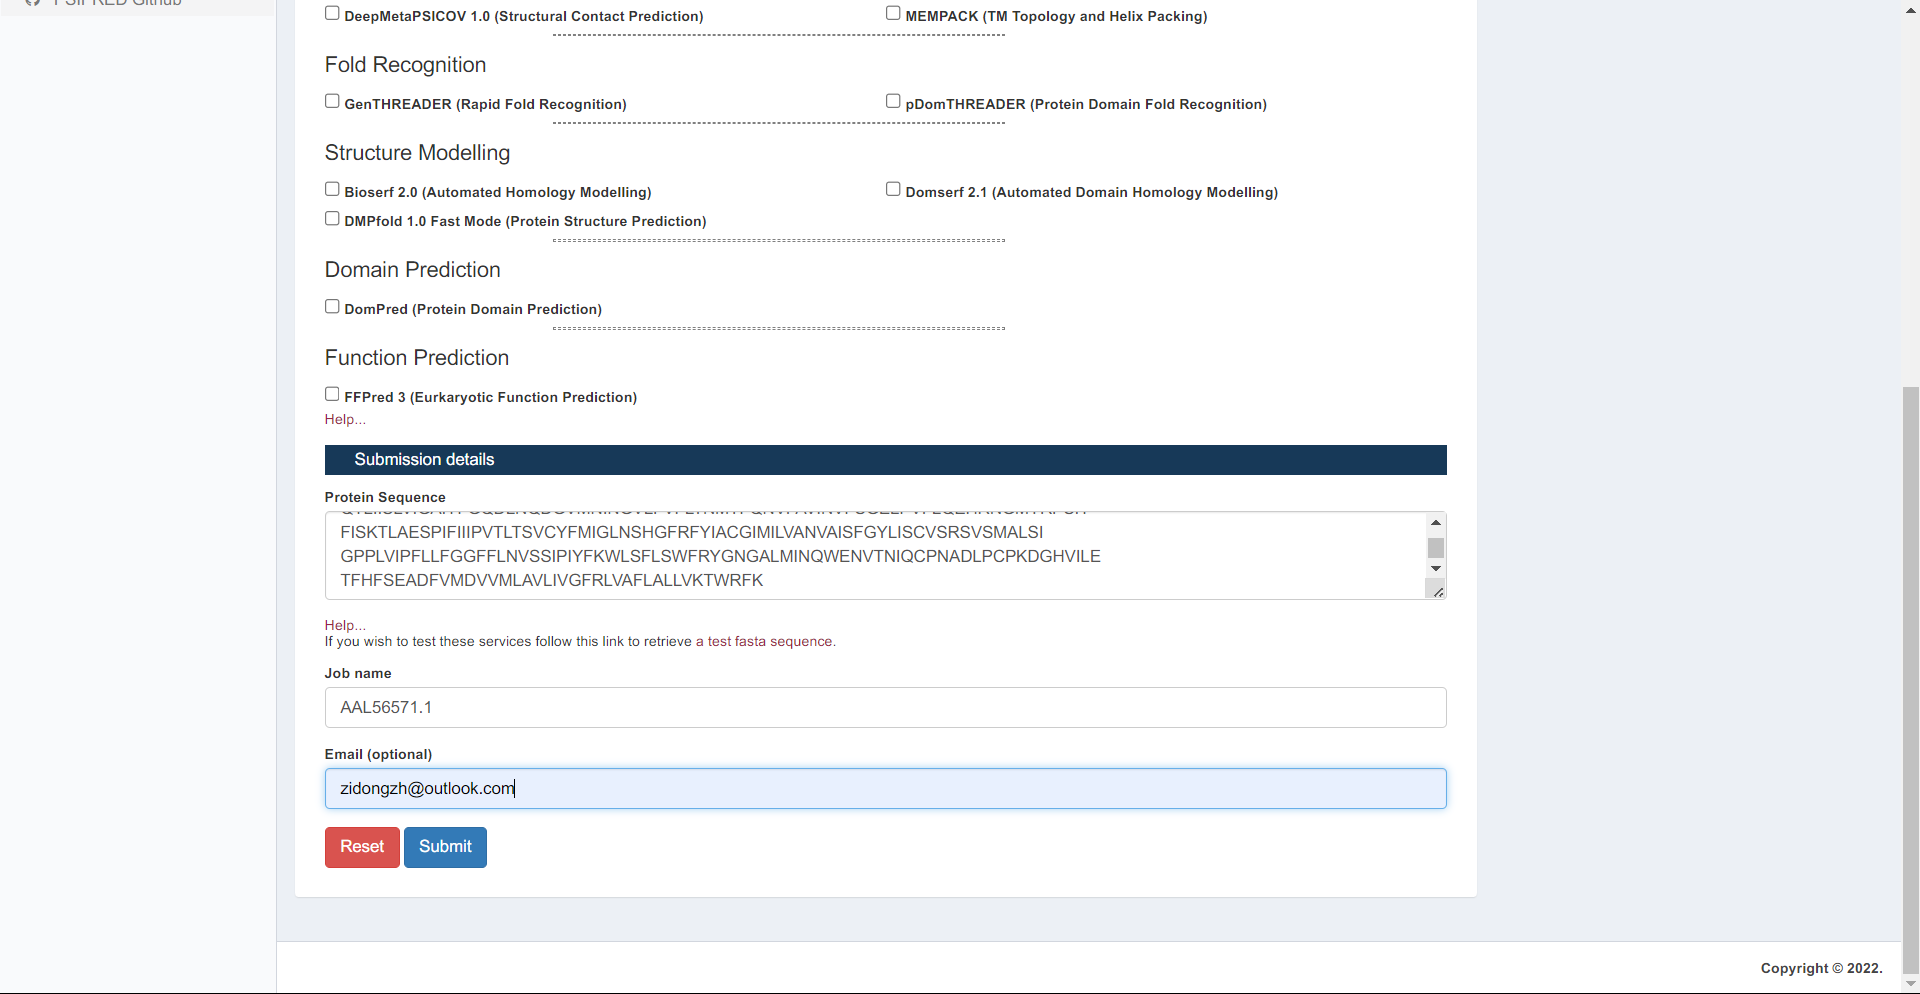 PSIPRED Github
DeepMetaPSICOV 1.0 (Structural Contact Prediction)
MEMPACK (TM Topology and Helix Packing)
Fold Recognition
GenTHREADER (Rapid Fold Recognition)
pDomTHREADER (Protein Domain Fold Recognition)
Structure Modelling
Bioserf 2.0 (Automated Homology Modelling)
Domserf 2.1 (Automated Domain Homology Modelling)
DMPfold 1.0 Fast Mode (Protein Structure Prediction)
Domain Prediction
DomPred (Protein Domain Prediction)
Function Prediction
FFPred 3 (Eurkaryotic Function Prediction)
Help...
Submission details
Protein Sequence
FISKTLAESPIFIIIPVTLTSVCYFMIGLNSHGFRFYIACGIMILVANVAISFGYLISCVSRSVSMALSI
GPPLVIPFLLFGGFFLNVSSIPIYFKWLSFLSWFRYGNGALMINQWENVTNIQCPNADLPCPKDGHVILE
TFHFSEADFVMDVVMLAVLIVGFRLVAFLALLVKTWRFK
Help...
If you wish to test these services follow this link to retrieve a test fasta sequence.
Job name
AAL56571.1
Email (optional)
zidongzh@outlook.com
Reset
Submit
Copyright © 2022.